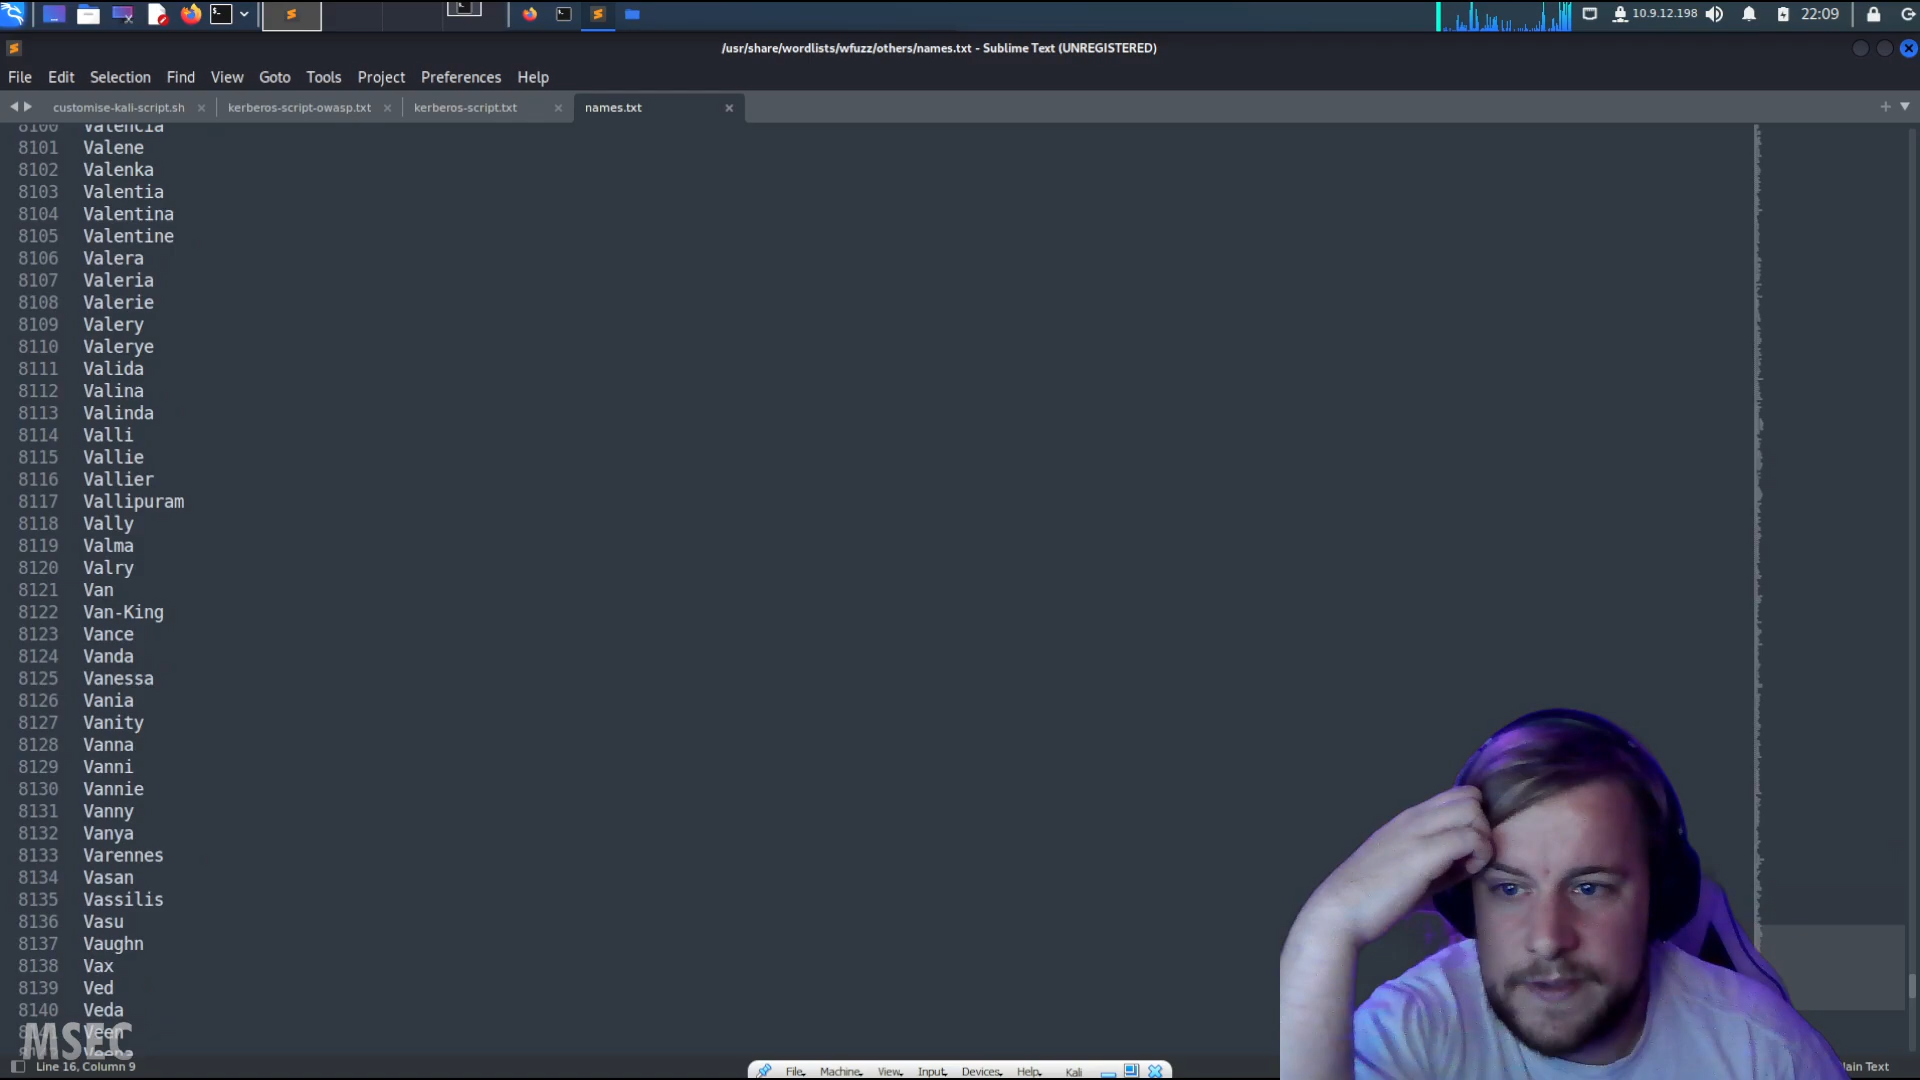 10.9.12.198
22:09
/usr/share/wordlists/wfuzz/others/names.txt - Sublime Text (UNREGISTERED)
File Edit Selection Find View Goto Tools Project Preferences Help
customise-kali-script.sh kerberos-script-owasp.txt kerberos-script.txt names.txt
8100 Valencia
8101 Valene
8102 Valenka
8103 Valentia
8104 Valentina
8105 Valentine
8106 Valera
8107 Valeria
8108 Valerie
8109 Valery
8110 Valerye
8111 Valida
8112 Valina
8113 Valinda
8114 Valli
8115 Vallie
8116 Vallier
8117 Vallipuram
8118 Vally
8119 Valma
8120 Valry
8121 Van
8122 Van-King
8123 Vance
8124 Vanda
8125 Vanessa
8126 Vania
8127 Vanity
8128 Vanna
8129 Vanni
8130 Vannie
8131 Vanny
8132 Vanya
8133 Varennes
8134 Vasan
8135 Vassilis
8136 Vasu
8137 Vaughn
8138 Vax
8139 Ved
8140 Veda
Veen
MSEC
Line 16, Column 9
File Machine View Input Devices Help Kali